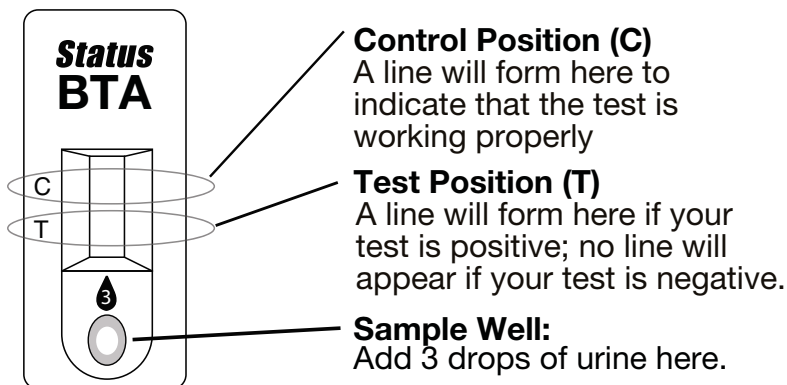 Status
BTA
C
T
3
Control Position (C)
A line will form here to
indicate that the test is
working properly
Test Position (T)
A line will form here if your
test is positive; no line will
appear if your test is negative.
Sample Well:
Add 3 drops of urine here.